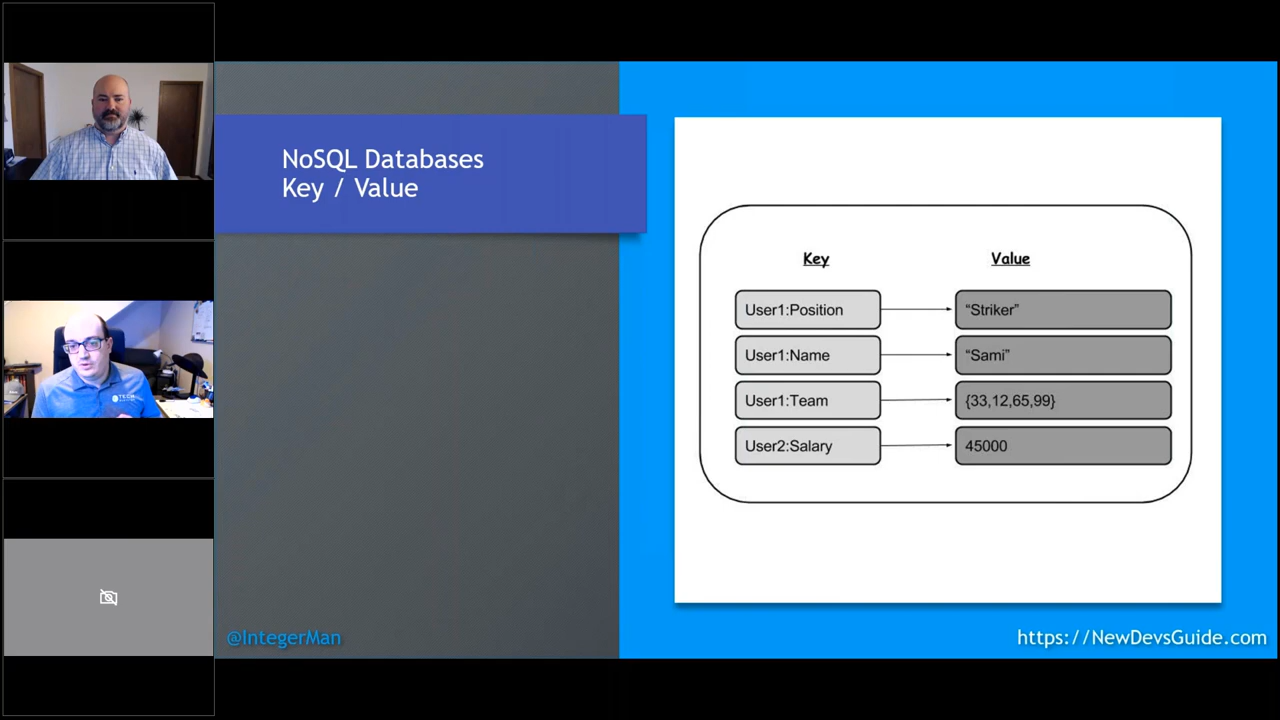 NoSQL Databases
Key / Value
Key Value
User1:Position “Striker”
User1:Name “Sami”
User1:Team {33,12,65,99}
User2:Salary 45000
@IntegerMan
https://NewDevsGuide.com
TECH